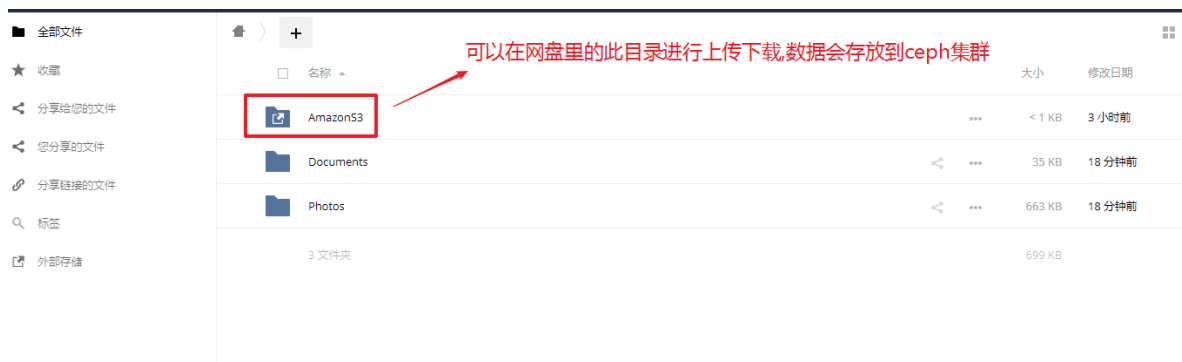 全部文件
收藏
分享给您的文件
您分享的文件
分享链接的文件
标签
外部存储
+
可以在网盘里的此目录进行上传下载,数据会存放到ceph集群
名称 大小 修改日期
AmazonS3 ... < 1 KB 3 小时前
Documents ... 35 KB 18 分钟前
Photos ... 663 KB 18 分钟前
3 文件夹 699 KB